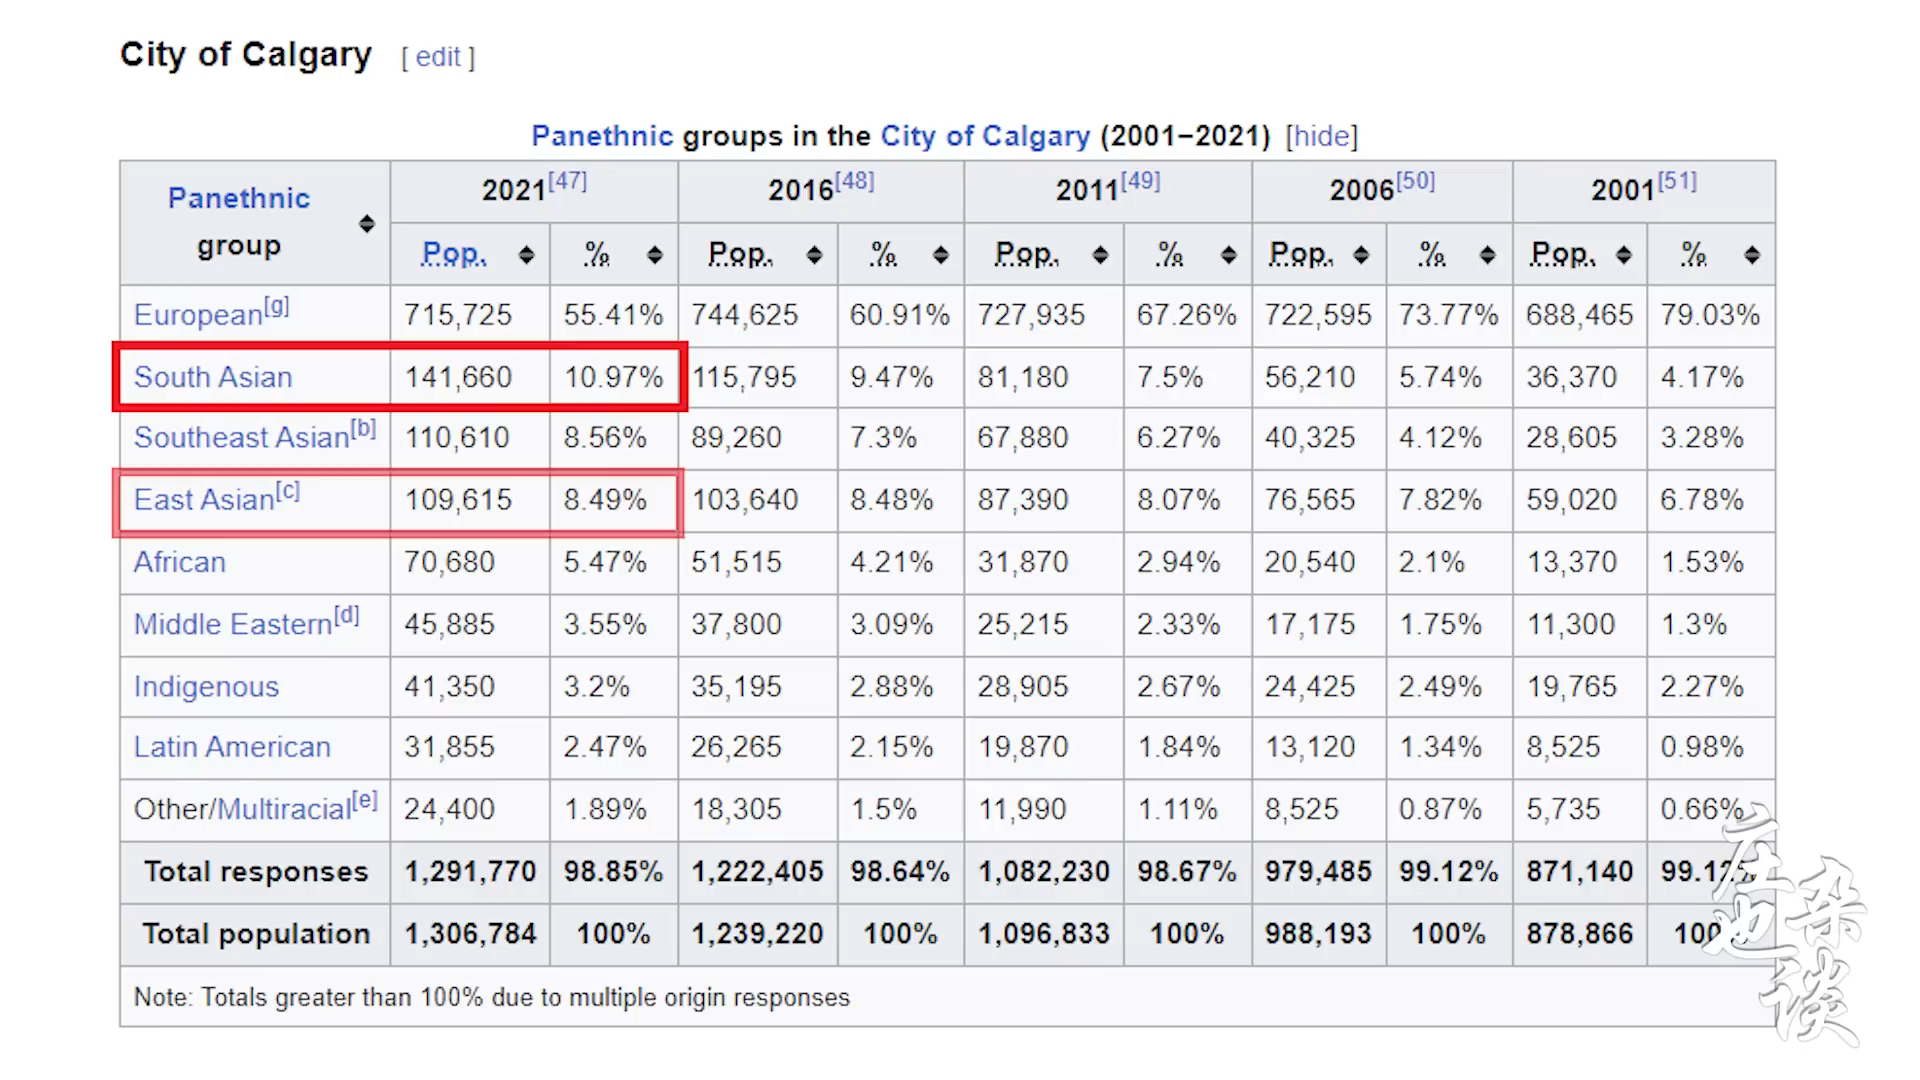 City of Calgary [ edit ]
Panethnic groups in the City of Calgary (2001–2021) [hide]
Panethnic group 2021[47] 2016[48] 2011[49] 2006[50] 2001[51]
Pop. % Pop. % Pop. % Pop. % Pop. %
European[g] 715,725 55.41% 744,625 60.91% 727,935 67.26% 722,595 73.77% 688,465 79.03%
South Asian 141,660 10.97% 115,795 9.47% 81,180 7.5% 56,210 5.74% 36,370 4.17%
Southeast Asian[b] 110,610 8.56% 89,260 7.3% 67,880 6.27% 40,325 4.12% 28,605 3.28%
East Asian[c] 109,615 8.49% 103,640 8.48% 87,390 8.07% 76,565 7.82% 59,020 6.78%
African 70,680 5.47% 51,515 4.21% 31,870 2.94% 20,540 2.1% 13,370 1.53%
Middle Eastern[d] 45,885 3.55% 37,800 3.09% 25,215 2.33% 17,175 1.75% 11,300 1.3%
Indigenous 41,350 3.2% 35,195 2.88% 28,905 2.67% 24,425 2.49% 19,765 2.27%
Latin American 31,855 2.47% 26,265 2.15% 19,870 1.84% 13,120 1.34% 8,525 0.98%
Other/Multiracial[e] 24,400 1.89% 18,305 1.5% 11,990 1.11% 8,525 0.87% 5,735 0.66%
Total responses 1,291,770 98.85% 1,222,405 98.64% 1,082,230 98.67% 979,485 99.12% 871,140 99.12%
Total population 1,306,784 100% 1,239,220 100% 1,096,833 100% 988,193 100% 878,866 100%
Note: Totals greater than 100% due to multiple origin responses
庄也杂谈